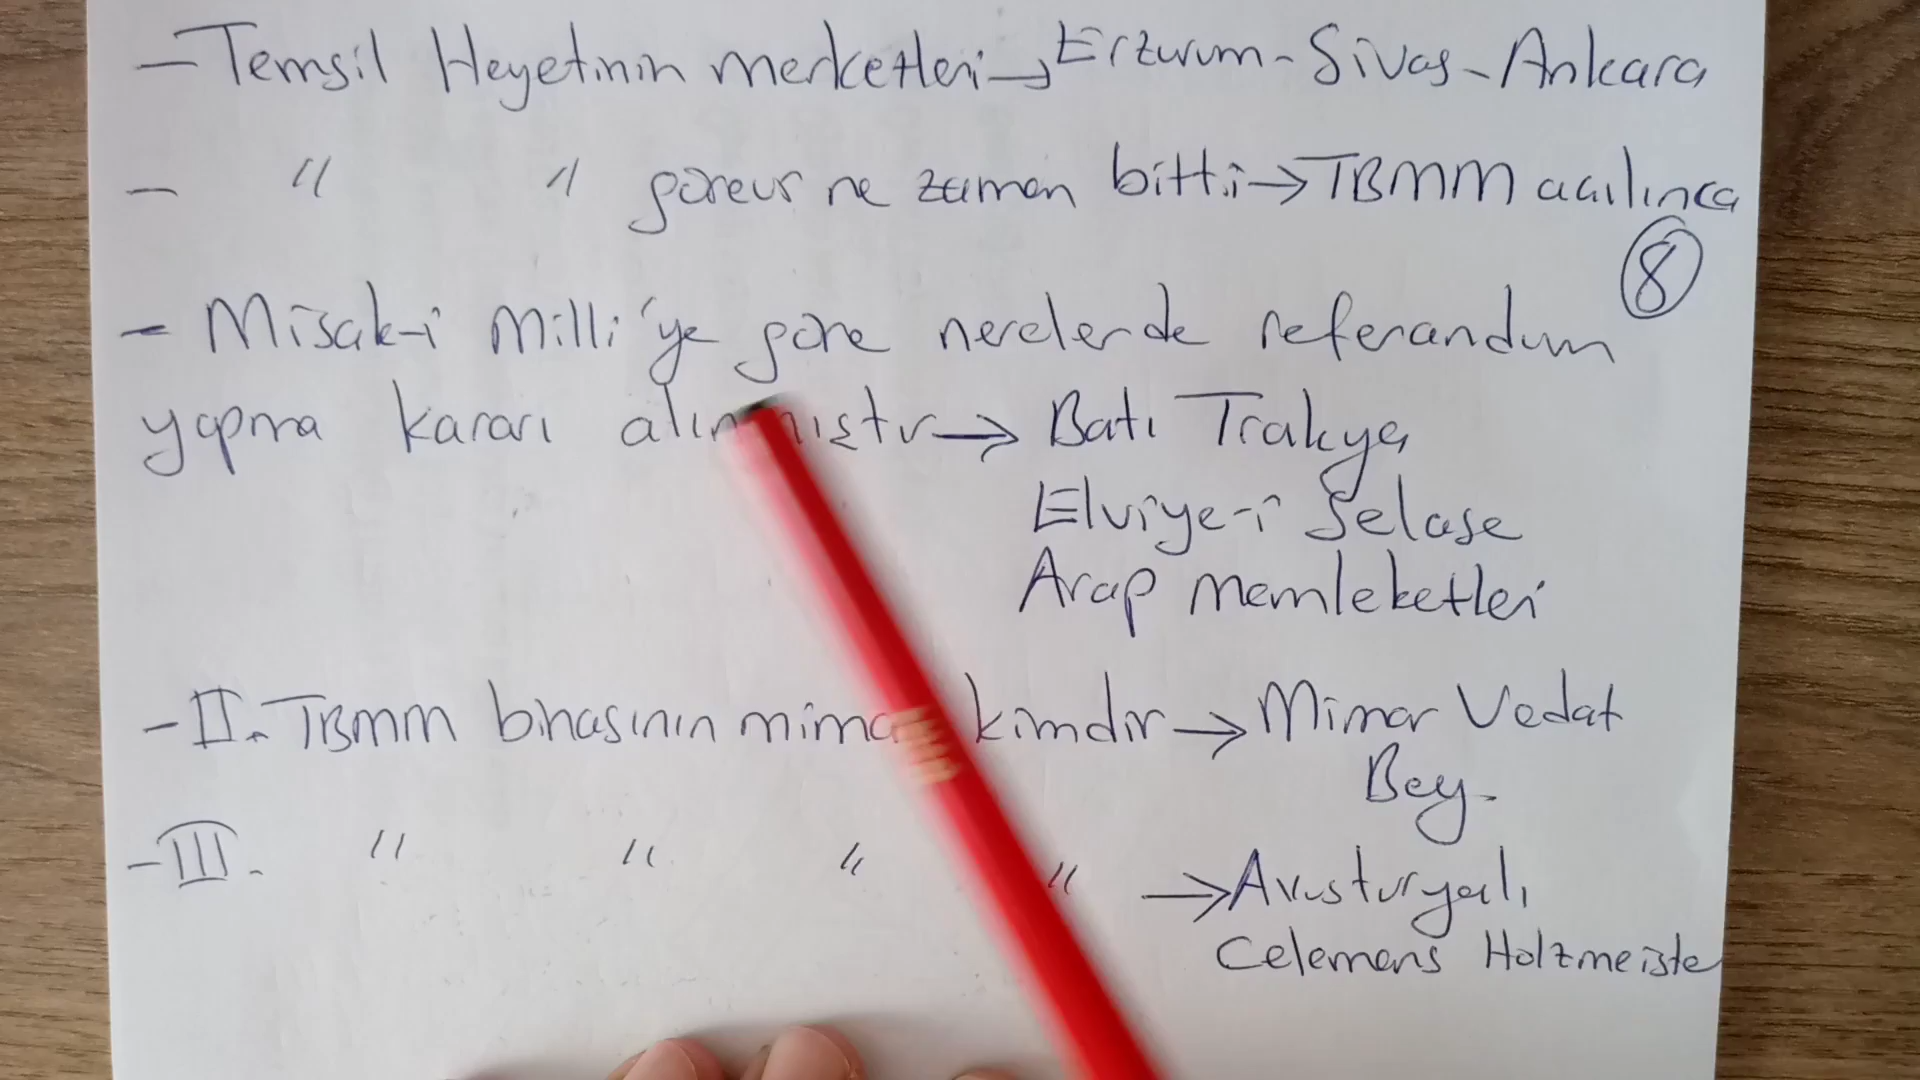 - Temsil Heyetinin merkezleri → Erzurum - Sivas - Ankara
- " " görevi ne zaman bitti → TBMM açılınca
8
- Misak-i Milli'ye göre nerelerde referandum
yapma kararı alınmıştır → Batı Trakya
Elviye-i Selase
Arap memleketleri
- II. TBMM binasının mimarı kimdir → Mimar Vedat
Bey.
- III. " " " " → Avusturyalı
Celemens Holzmeiste